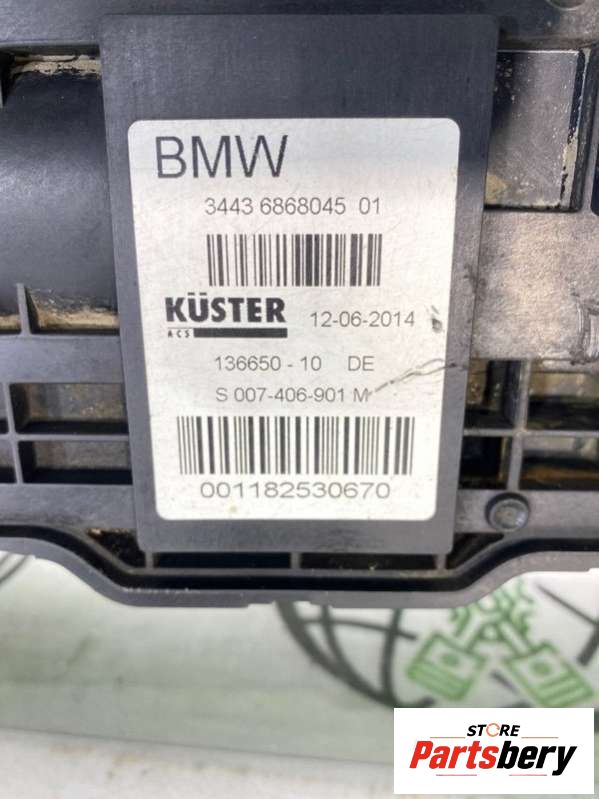 BMW
3443 6868045 01
KÜSTER
ACS
12-06-2014
136650 - 10 DE
S 007-406-901 M
001182530670
STORE
Partsbery